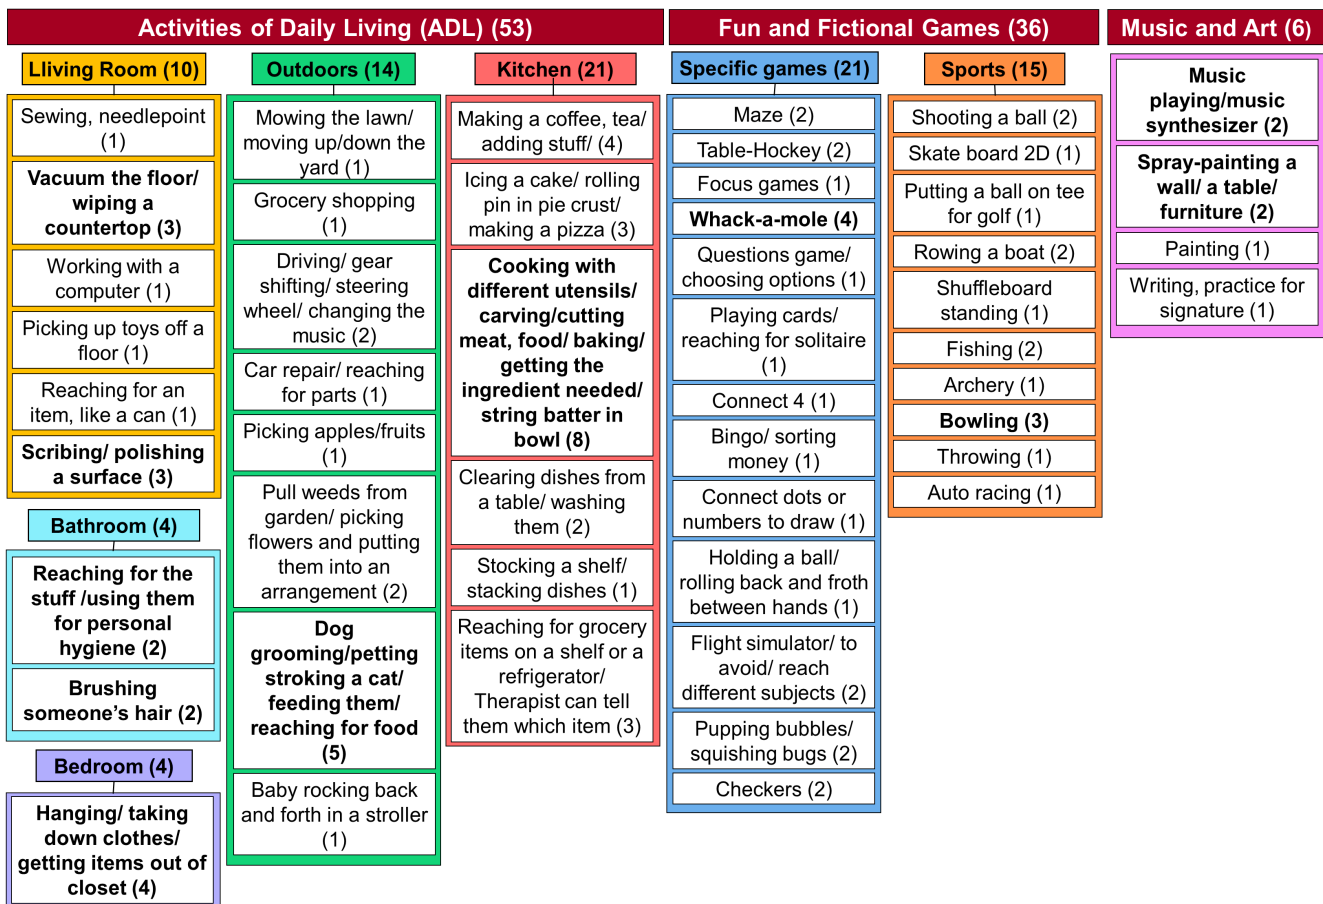 Activities of Daily Living (ADL) (53)
Lliving Room (10)
Sewing, needlepoint
(1)
Vacuum the floor/
wiping a
countertop (3)
Working with a
computer (1)
Picking up toys off a
floor (1)
Reaching for an
item, like a can (1)
Scribing/ polishing
a surface (3)
Bathroom (4)
Reaching for the
stuff /using them
for personal
hygiene (2)
Brushing
someone's hair (2)
Bedroom (4)
Hanging/ taking
down clothes/
getting items out of
closet (4)
Outdoors (14)
Mowing the lawn/
moving up/down the
yard (1)
Grocery shopping
(1)
Driving/ gear
shifting/ steering
wheel/ changing the
music (2)
Car repair/ reaching
for parts (1)
Picking apples/fruits
(1)
Pull weeds from
garden/ picking
flowers and putting
them into an
arrangement (2)
Dog
grooming/petting
stroking a cat/
feeding them/
reaching for food
(5)
Baby rocking back
and forth in a stroller
(1)
Kitchen (21)
Making a coffee, tea/
adding stuff/ (4)
Icing a cake/ rolling
pin in pie crust/
making a pizza (3)
Cooking with
different utensils/
carving/cutting
meat, food/ baking/
getting the
ingredient needed/
string batter in
bowl (8)
Clearing dishes from
a table/ washing
them (2)
Stocking a shelf/
stacking dishes (1)
Reaching for grocery
items on a shelf or a
refrigerator/
Therapist can tell
them which item (3)
Fun and Fictional Games (36)
Specific games (21)
Maze (2)
Table-Hockey (2)
Focus games (1)
Whack-a-mole (4)
Questions game/
choosing options (1)
Playing cards/
reaching for solitaire
(1)
Connect 4 (1)
Bingo/ sorting
money (1)
Connect dots or
numbers to draw (1)
Holding a ball/
rolling back and froth
between hands (1)
Flight simulator/ to
avoid/ reach
different subjects (2)
Pupping bubbles/
squishing bugs (2)
Checkers (2)
Sports (15)
Shooting a ball (2)
Skate board 2D (1)
Putting a ball on tee
for golf (1)
Rowing a boat (2)
Shuffleboard
standing (1)
Fishing (2)
Archery (1)
Bowling (3)
Throwing (1)
Auto racing (1)
Music and Art (6)
Music
playing/music
synthesizer (2)
Spray-painting a
wall/ a table/
furniture (2)
Painting (1)
Writing, practice for
signature (1)